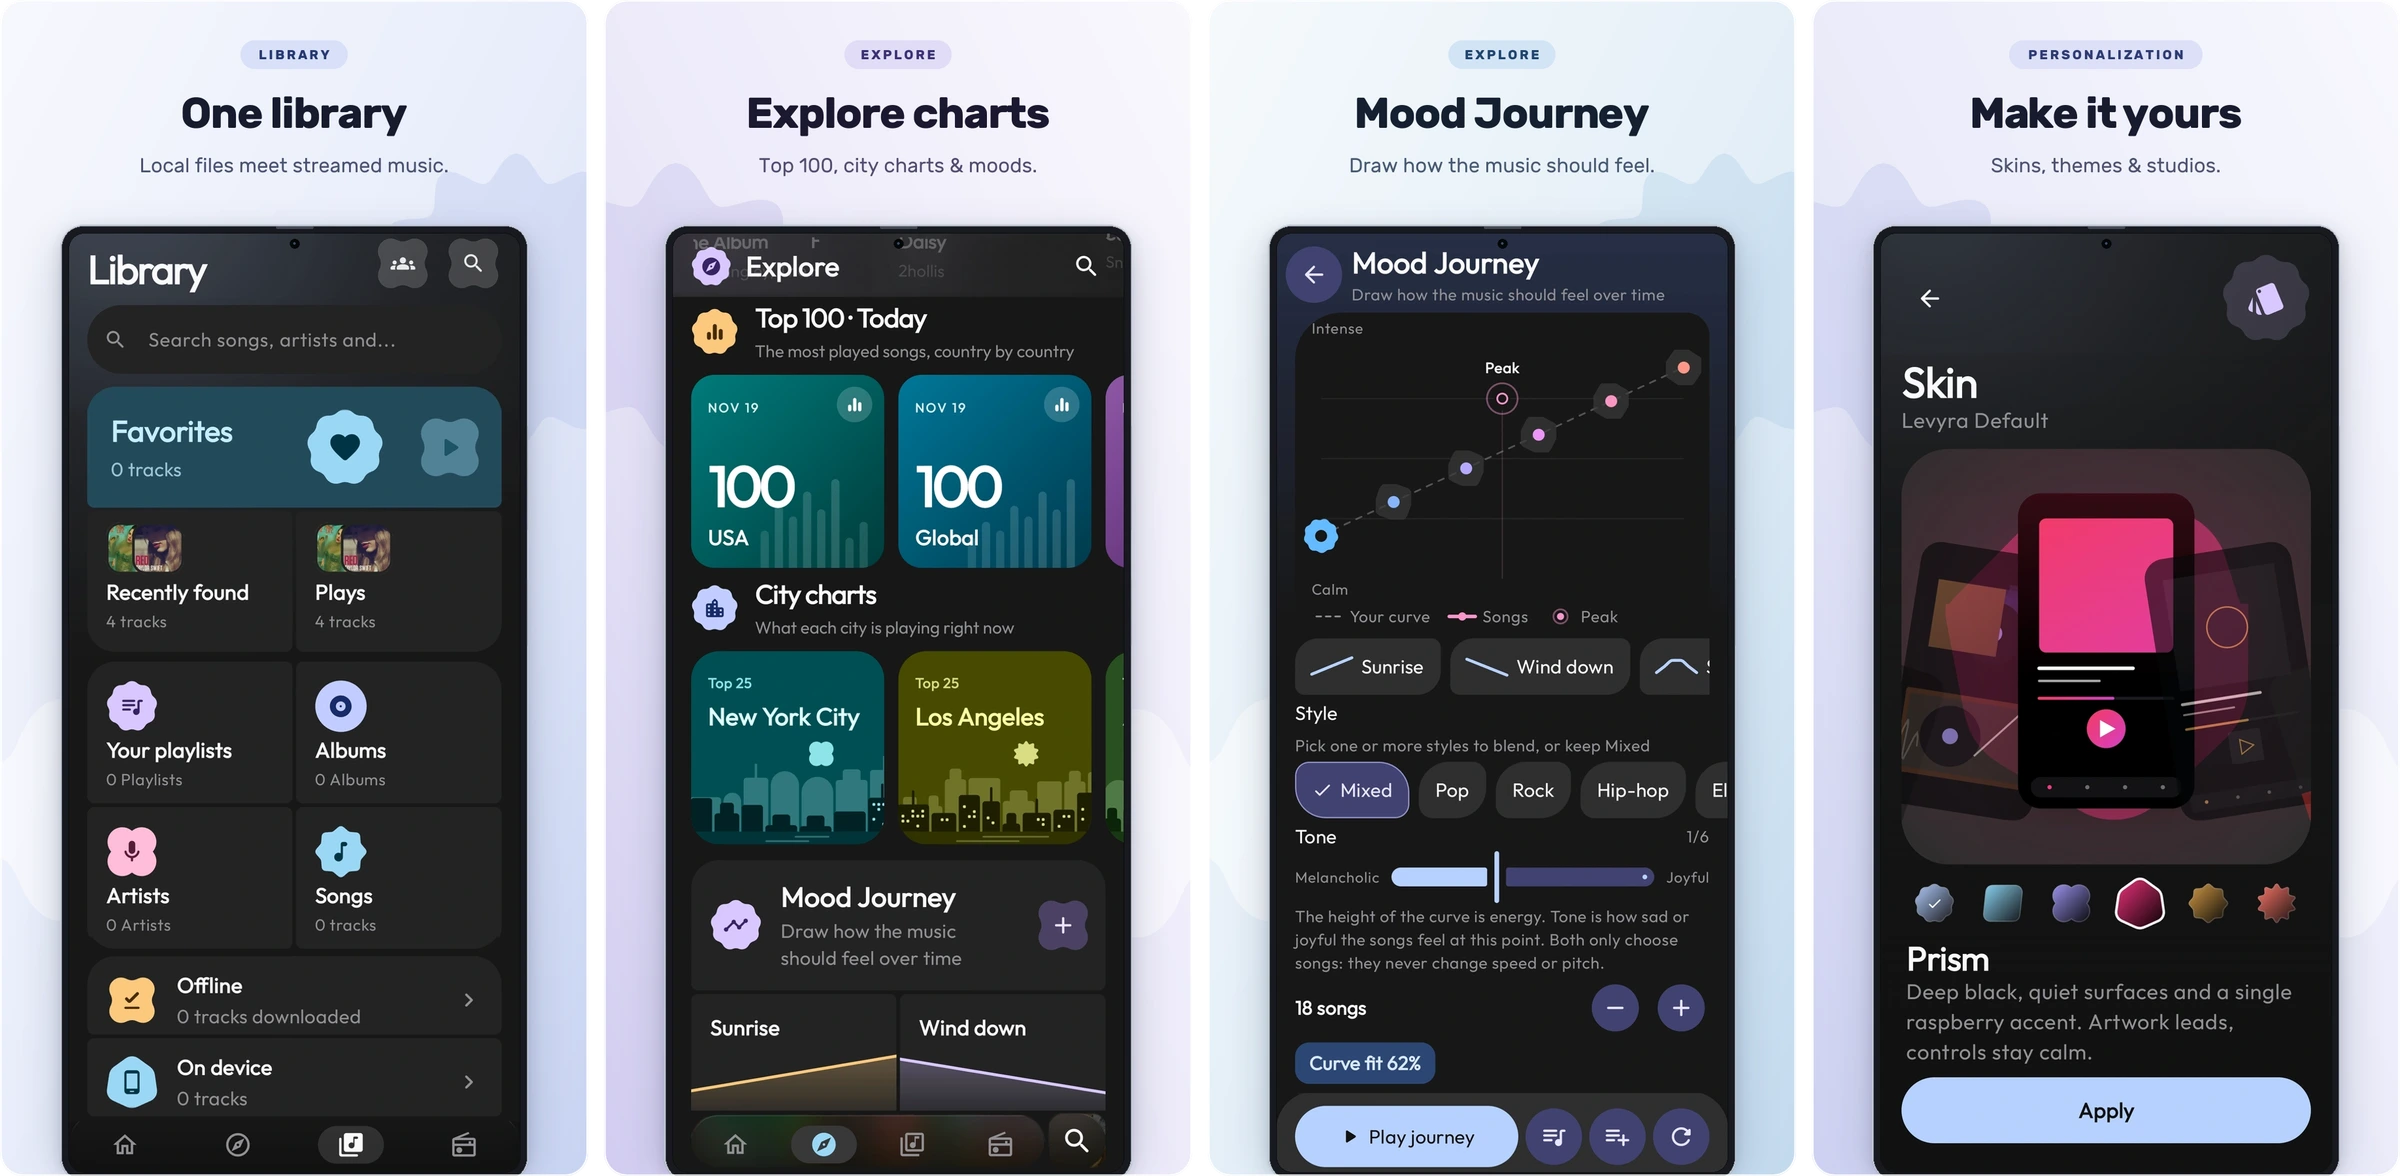 LIBRARY
One library
Local files meet streamed music.
Library
Search songs, artists and...
Favorites
0 tracks
Recently found
4 tracks
Plays
4 tracks
Your playlists
0 Playlists
Albums
0 Albums
Artists
0 Artists
Songs
0 tracks
Offline
0 tracks downloaded
On device
0 tracks
EXPLORE
Explore charts
Top 100, city charts & moods.
Album
Daisy
2hollis
Explore
Top 100 · Today
The most played songs, country by country
NOV 19
100
USA
NOV 19
100
Global
City charts
What each city is playing right now
Top 25
New York City
Top 25
Los Angeles
Mood Journey
Draw how the music
should feel over time
Sunrise
Wind down
EXPLORE
Mood Journey
Draw how the music should feel.
Mood Journey
Draw how the music should feel over time
Intense
Peak
Calm
Your curve
Songs
Peak
Sunrise
Wind down
Style
Pick one or more styles to blend, or keep Mixed
Mixed
Pop
Rock
Hip-hop
Tone
1/6
Melancholic
Joyful
The height of the curve is energy. Tone is how sad or
joyful the songs feel at this point. Both only choose
songs: they never change speed or pitch.
18 songs
Curve fit 62%
Play journey
PERSONALIZATION
Make it yours
Skins, themes & studios.
Skin
Levyra Default
Prism
Deep black, quiet surfaces and a single
raspberry accent. Artwork leads,
controls stay calm.
Apply